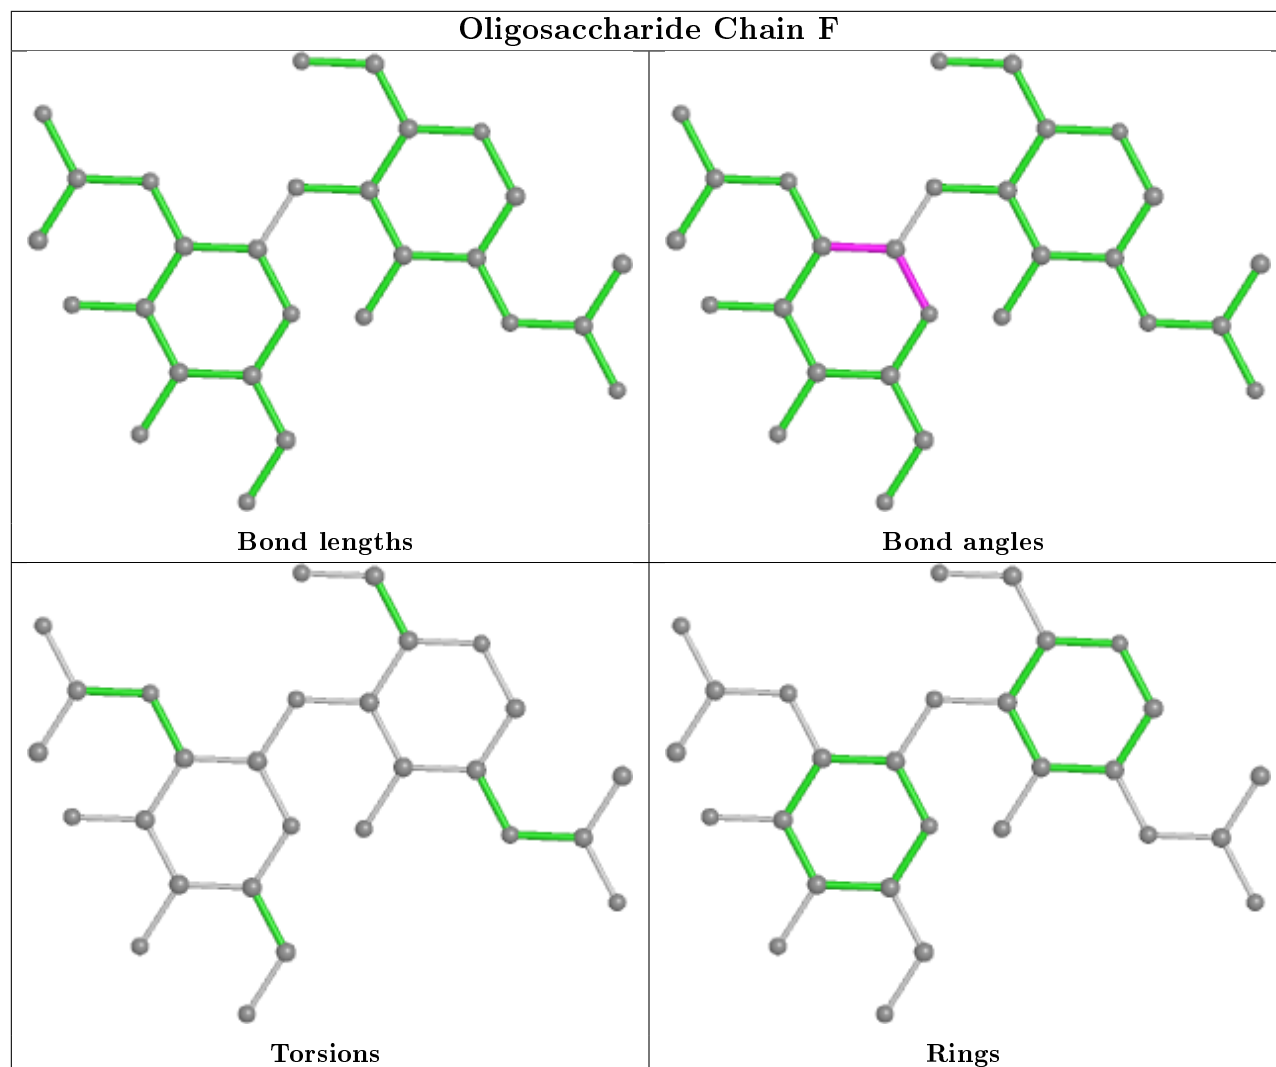 Oligosaccharide Chain F
Bond lengths
Bond angles
Torsions
Rings